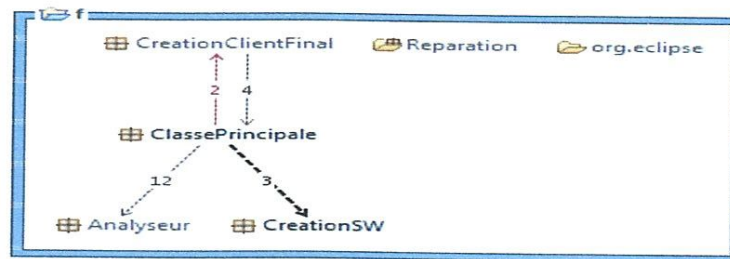 f
CreationClientFinal Reparation org.eclipse
2 4
ClassePrincipale
12 3
Analyseur CreationSW